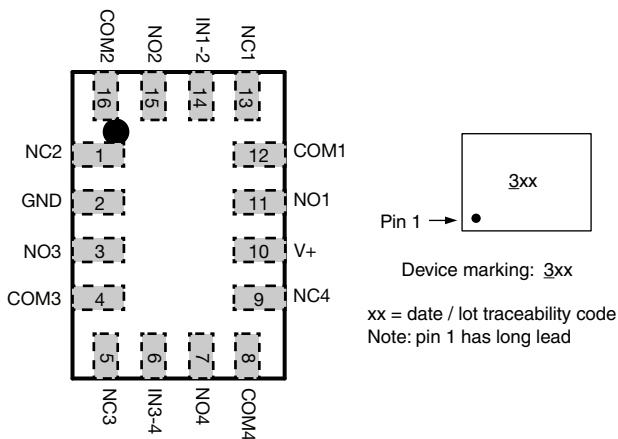 COM2
NO2
IN1-2
NC1
16
15
14
13
NC2
1
12
COM1
GND
2
11
NO1
NO3
3
10
V+
COM3
4
9
NC4
5
6
7
8
NC3
IN3-4
NO4
COM4
3xx
Pin 1
Device marking: 3xx
xx = date / lot traceability code
Note: pin 1 has long lead